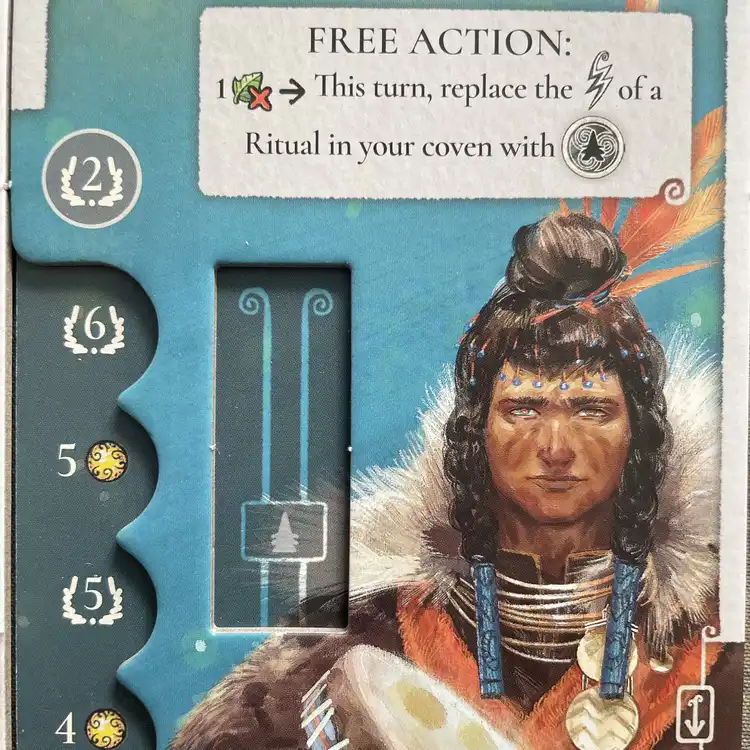 FREE ACTION:
1 → This turn, replace the of a
Ritual in your coven with
2
6
5
5
4